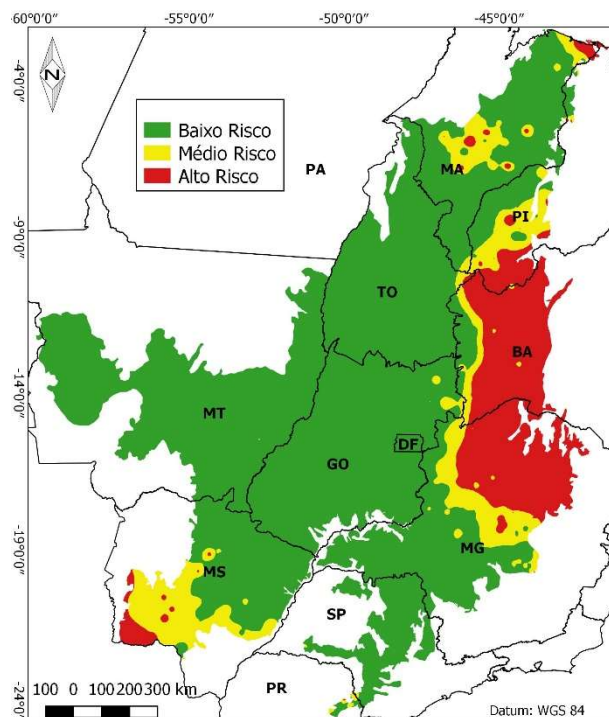 -60°0'0" -55°0'0" -50°0'0" -45°0'0"
-4°0'0"
N
Baixo Risco
Médio Risco
Alto Risco
PA
MA
PI
-9°0'0"
TO
BA
-14°0'0"
MT
DF
GO
-19°0'0"
MG
MS
SP
PR
-24°0'0"
100 0 100 200 300 km
Datum: WGS 84